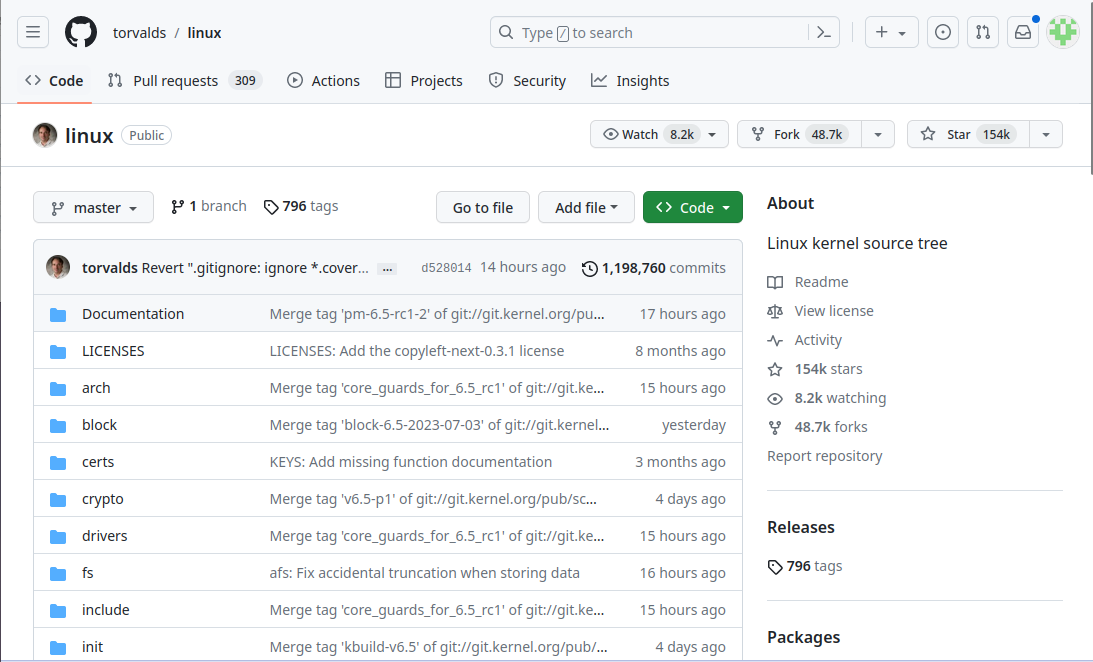 torvalds / linux
Type / to search
Code
Pull requests 309
Actions
Projects
Security
Insights
linux Public
Watch 8.2k
Fork 48.7k
Star 154k
master
1 branch
796 tags
Go to file
Add file
Code
torvalds Revert ".gitignore: ignore *.cover... ... d528014 14 hours ago 1,198,760 commits
Documentation Merge tag 'pm-6.5-rc1-2' of git://git.kernel.org/pu... 17 hours ago
LICENSES LICENSES: Add the copyleft-next-0.3.1 license 8 months ago
arch Merge tag 'core_guards_for_6.5_rc1' of git://git.ke... 15 hours ago
block Merge tag 'block-6.5-2023-07-03' of git://git.kernel... yesterday
certs KEYS: Add missing function documentation 3 months ago
crypto Merge tag 'v6.5-p1' of git://git.kernel.org/pub/sc... 4 days ago
drivers Merge tag 'core_guards_for_6.5_rc1' of git://git.ke... 15 hours ago
fs afs: Fix accidental truncation when storing data 16 hours ago
include Merge tag 'core_guards_for_6.5_rc1' of git://git.ke... 15 hours ago
init Merge tag 'kbuild-v6.5' of git://git.kernel.org/pub/... 4 days ago
About
Linux kernel source tree
Readme
View license
Activity
154k stars
8.2k watching
48.7k forks
Report repository
Releases
796 tags
Packages